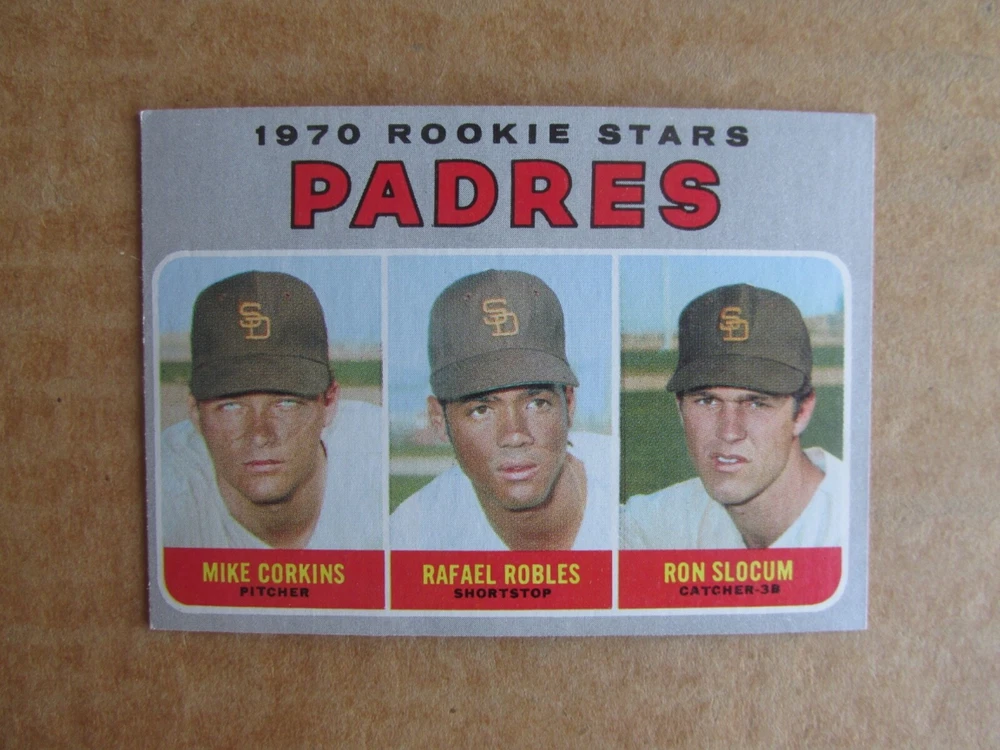 1970 ROOKIE STARS
PADRES
SD SD SD
MIKE CORKINS
PITCHER
RAFAEL ROBLES
SHORTSTOP
RON SLOCUM
CATCHER-3B